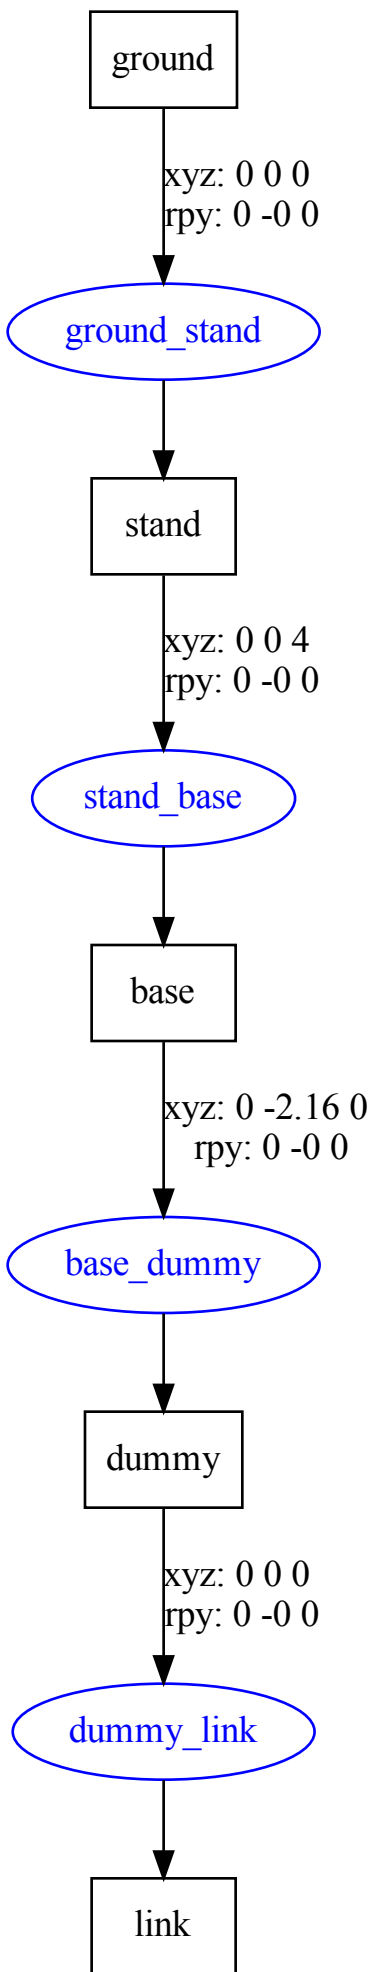 ground
xyz: 0 0 0
rpy: 0 -0 0
ground_stand
stand
xyz: 0 0 4
rpy: 0 -0 0
stand_base
base
xyz: 0 -2.16 0
rpy: 0 -0 0
base_dummy
dummy
xyz: 0 0 0
rpy: 0 -0 0
dummy_link
link